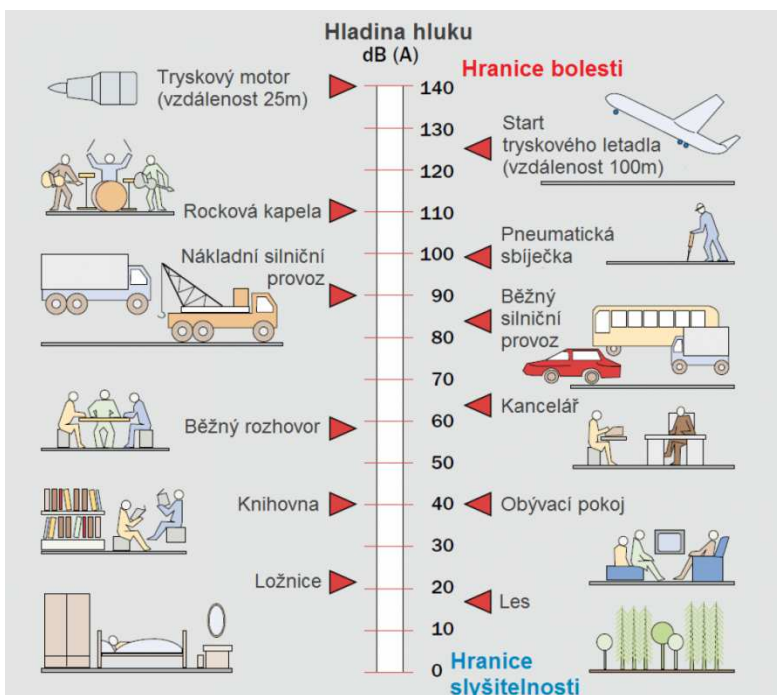 Hladina hluku
dB (A)
Hranice bolesti
Tryskový motor
(vzdálenost 25m)
140
130
Start
tryskového letadla
(vzdálenost 100m)
120
Rocková kapela
110
Nákladní silniční
provoz
100
Pneumatická
sbíječka
90
Běžný
silniční
provoz
80
70
Kancelář
60
Běžný rozhovor
50
Knihovna
40
Obývací pokoj
30
Ložnice
20
Les
10
0
Hranice
slyšitelnosti